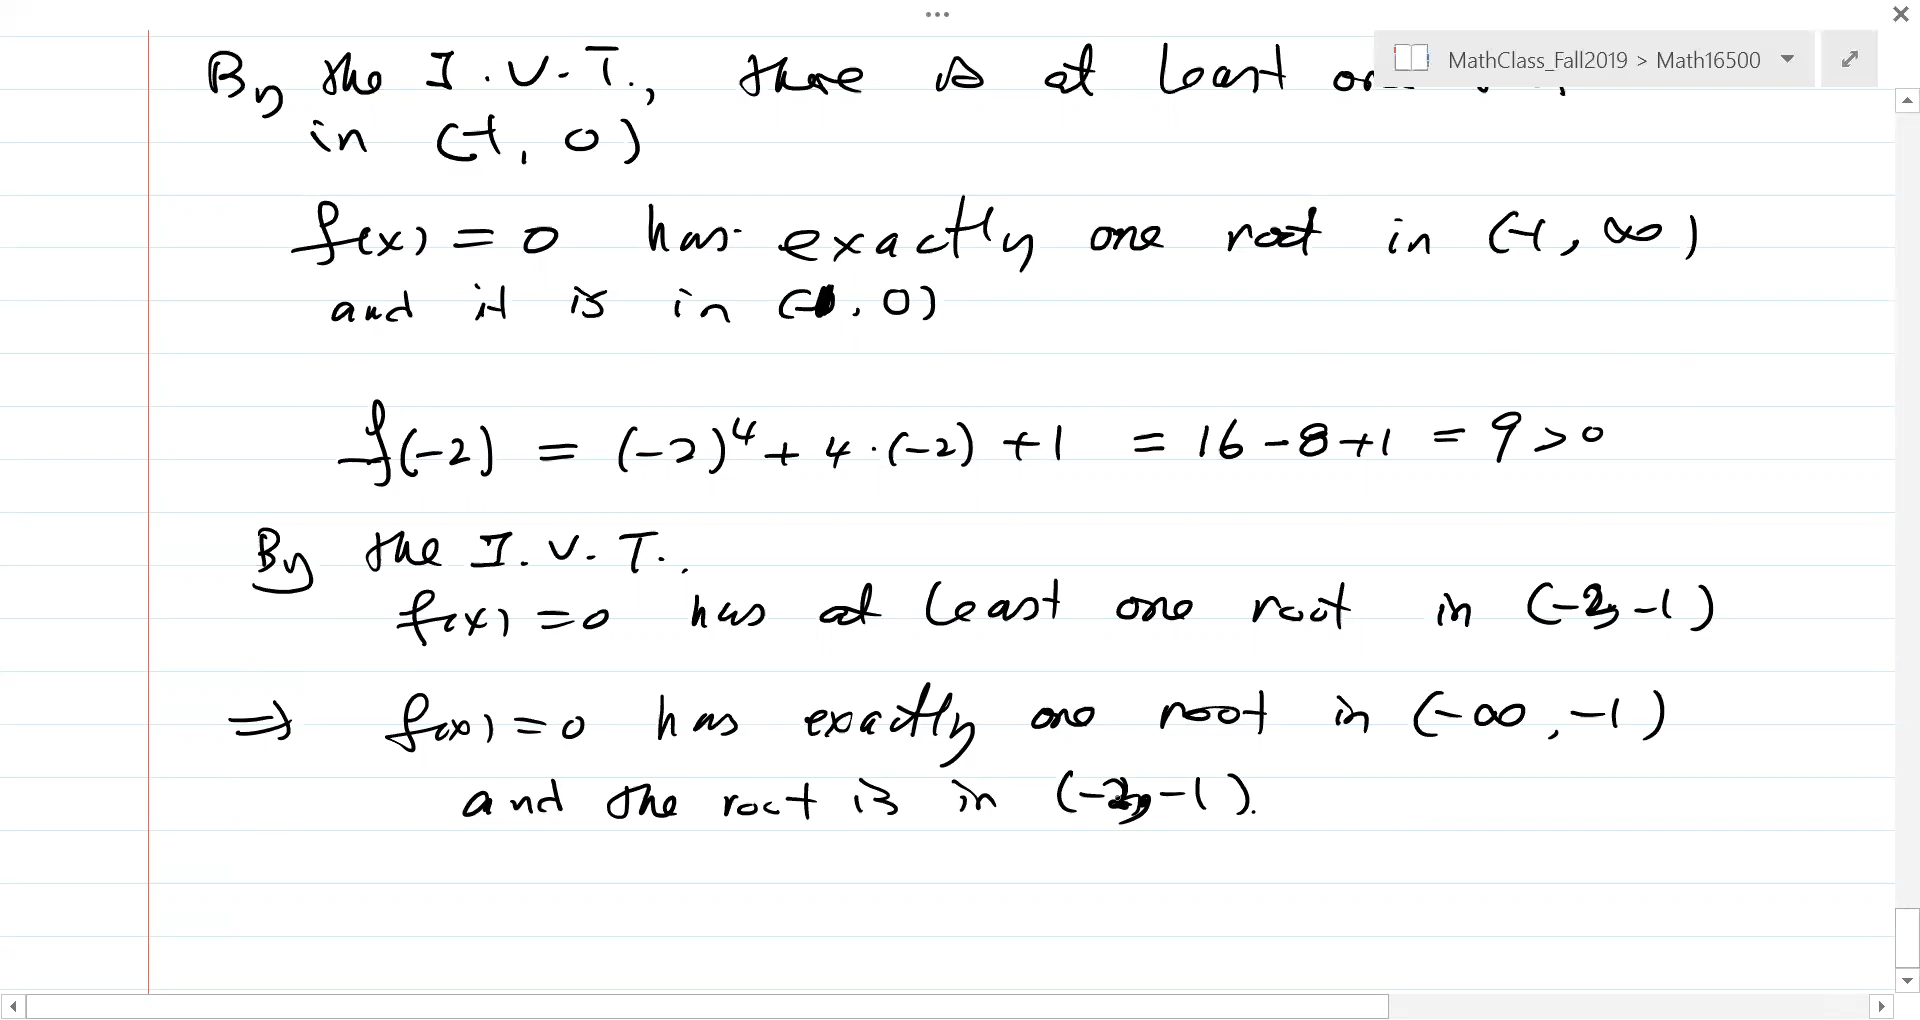 MathClass_Fall2019 > Math16500
By the I.V.T., there is at least
in (-1, 0)
f(x) = 0 has exactly one root in (-1, ∞)
and it is in (-1, 0)
f(-2) = (-2)^4 + 4·(-2) + 1 = 16 - 8 + 1 = 9 > 0
By the I.V.T.,
f(x) = 0 has at least one root in (-2, -1)
⇒ f(x) = 0 has exactly one root in (-∞, -1)
and the root is in (-2, -1).